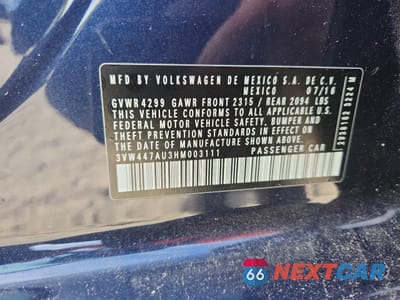 MFD BY VOLKSWAGEN DE MEXICO S.A. DE C.V.
MEXICO 07/16
GVWR 4299 GAWR FRONT 2315 / REAR 2094 LBS
THIS VEHICLE CONFORMS TO ALL APPLICABLE U.S.
FEDERAL MOTOR VEHICLE SAFETY, BUMPER AND
THEFT PREVENTION STANDARDS IN EFFECT ON THE
DATE OF MANUFACTURE SHOWN ABOVE.
3VW447AU3HM003111 PASSENGER CAR
66 NEXTCAR